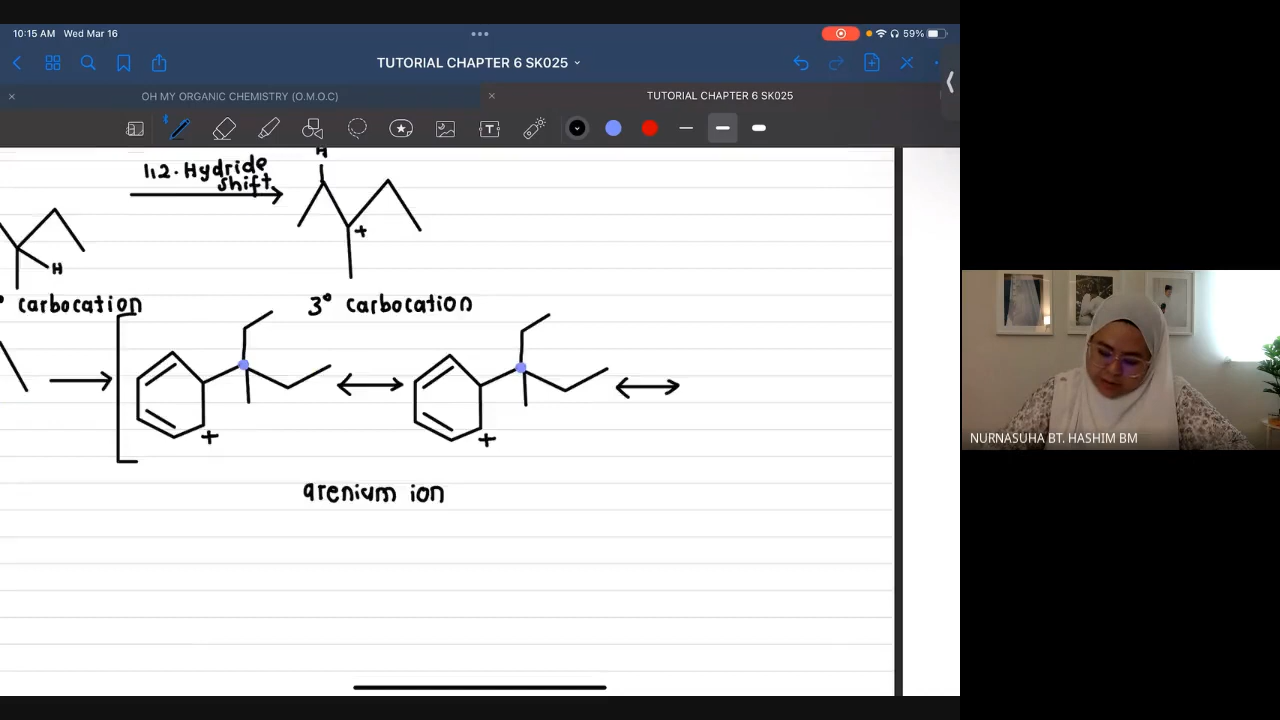 10:15 AM Wed Mar 16
59%
TUTORIAL CHAPTER 6 SK025
OH MY ORGANIC CHEMISTRY (O.M.O.C)
TUTORIAL CHAPTER 6 SK025
1,2. Hydride
shift
H
+
H
carbocation
3° carbocation
+
+
arenium ion
NURNASUHA BT. HASHIM BM